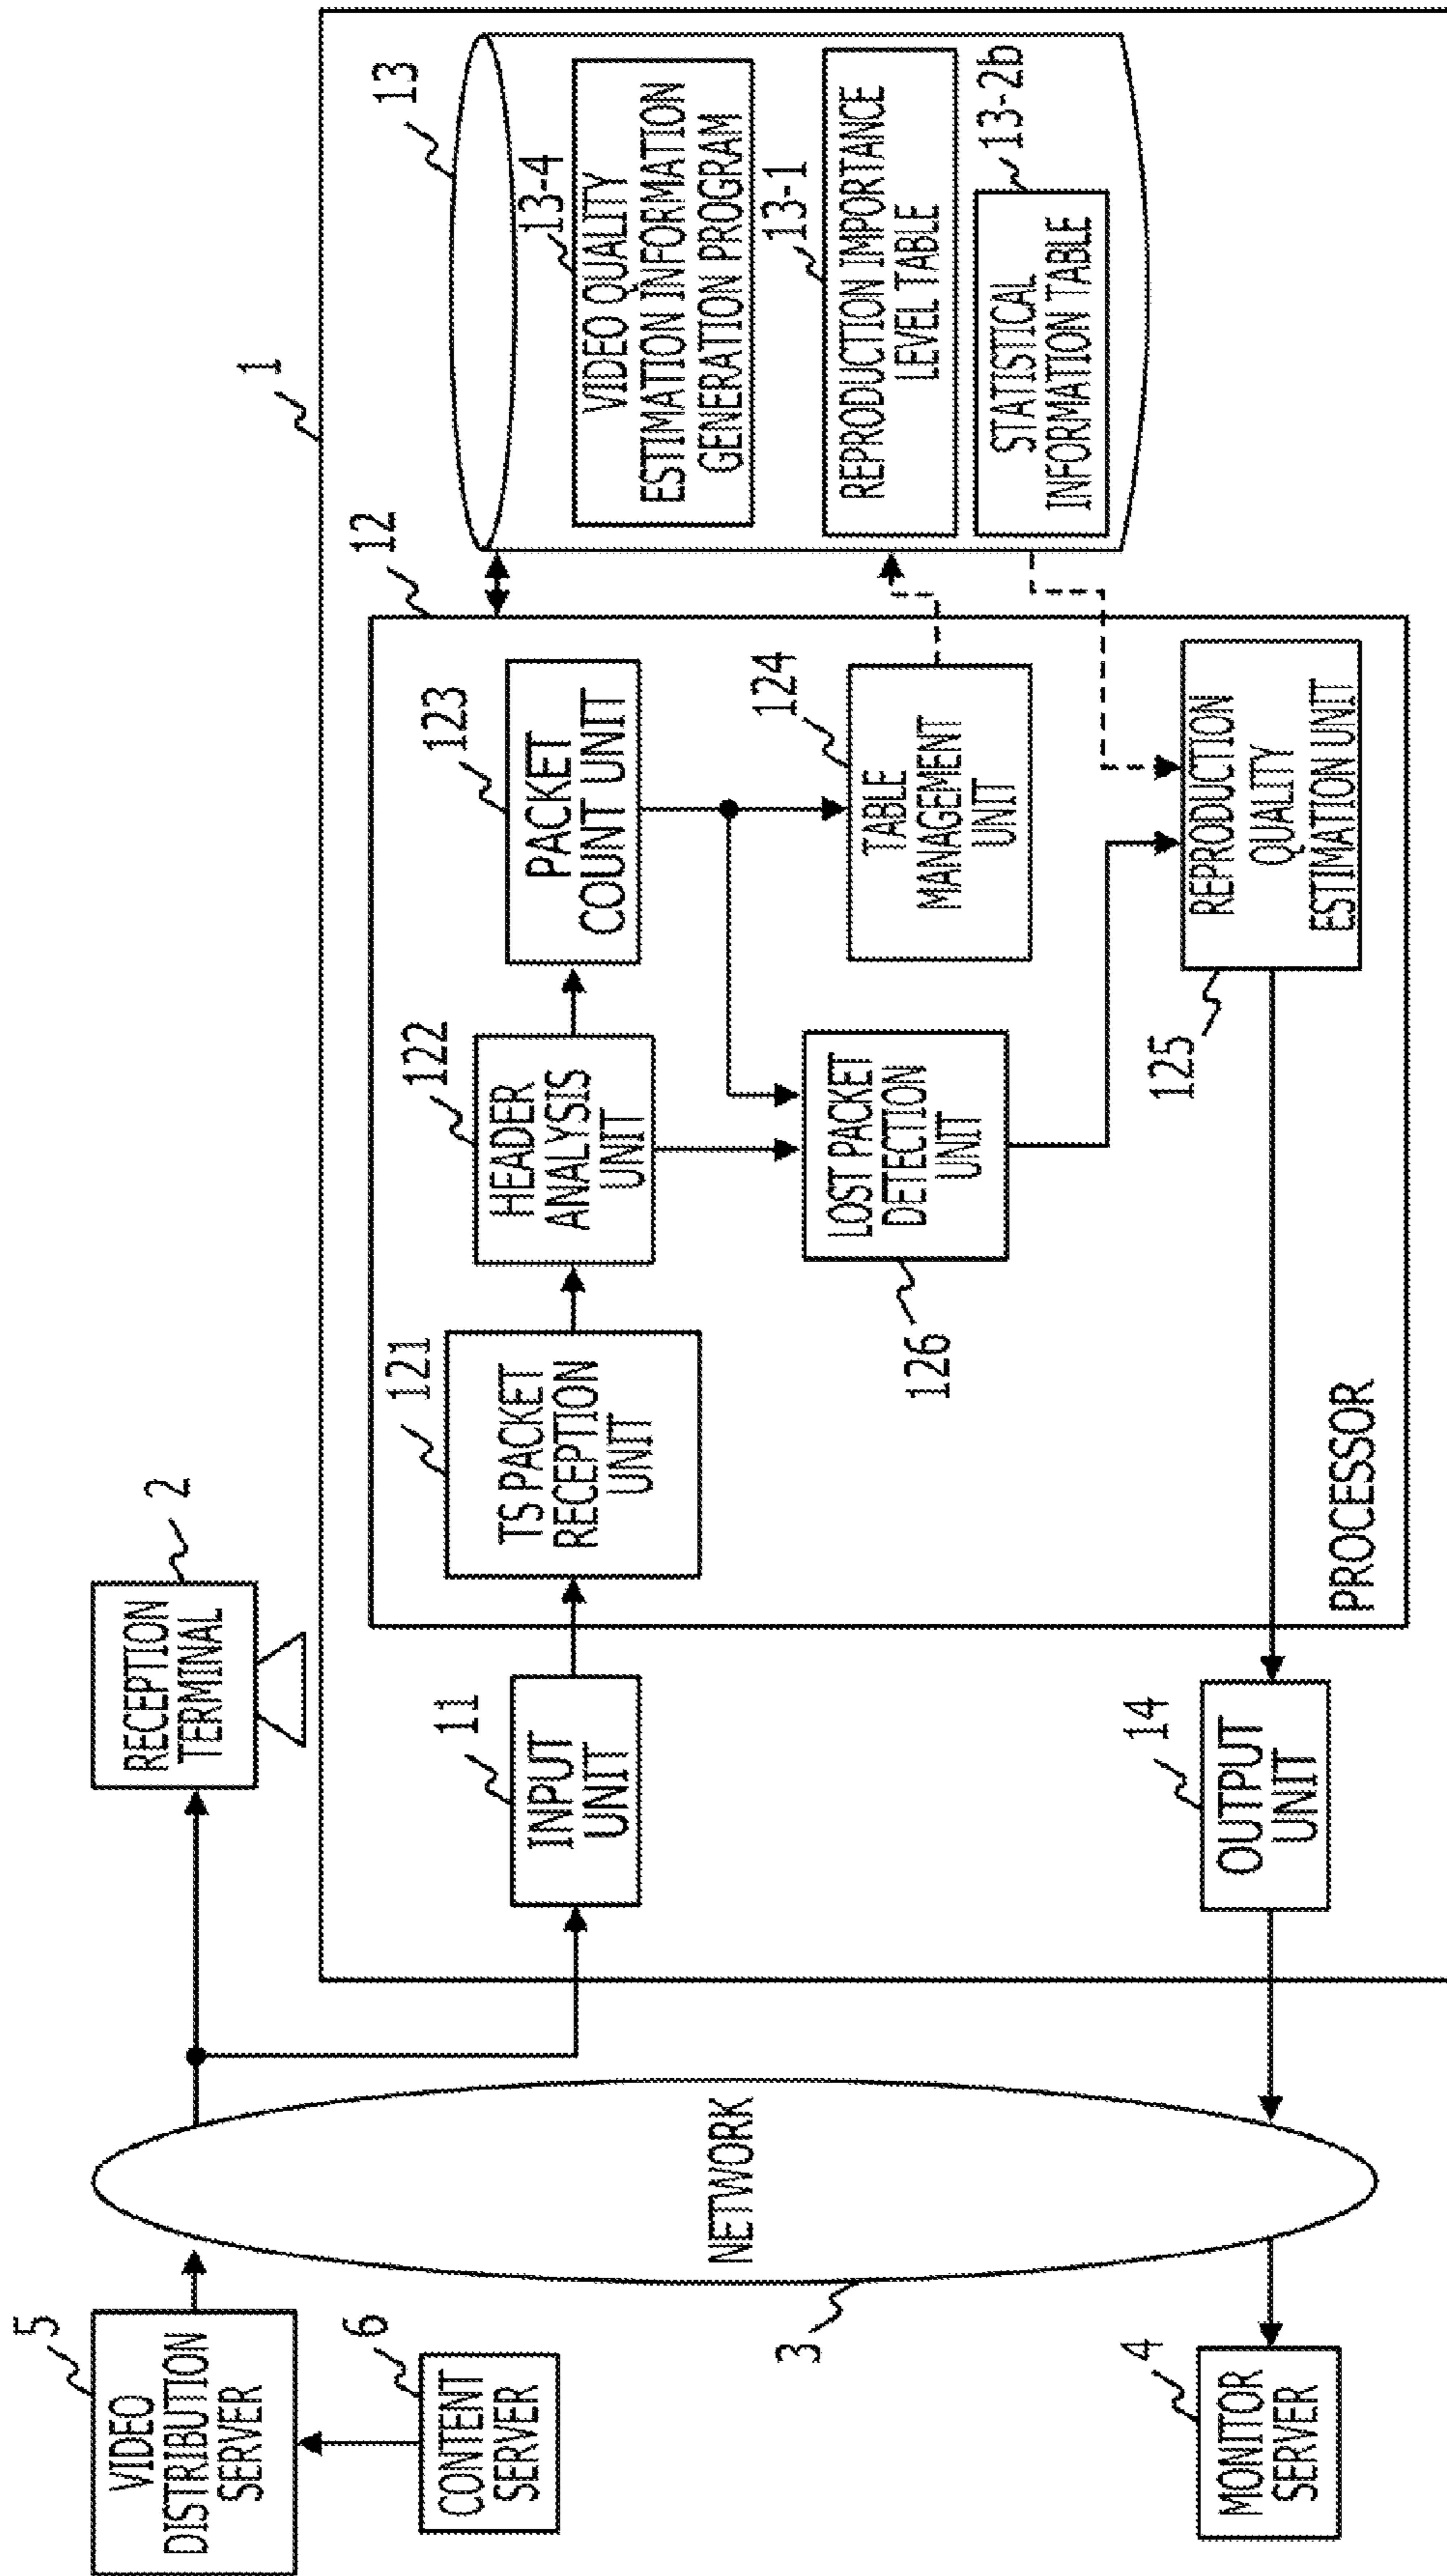 5
VIDEO
DISTRIBUTION
SERVER
6
CONTENT
SERVER
4
MONITOR
SERVER
3
NETWORK
2
RECEPTION
TERMINAL
1
11
INPUT
UNIT
14
OUTPUT
UNIT
12
PROCESSOR
121
TS PACKET
RECEPTION
UNIT
122
HEADER
ANALYSIS
UNIT
123
PACKET
COUNT UNIT
126
LOST PACKET
DETECTION
UNIT
124
TABLE
MANAGEMENT
UNIT
125
REPRODUCTION
QUALITY
ESTIMATION UNIT
13
13-4
VIDEO QUALITY
ESTIMATION INFORMATION
GENERATION PROGRAM
13-1
REPRODUCTION IMPORTANCE
LEVEL TABLE
13-2b
STATISTICAL
INFORMATION TABLE